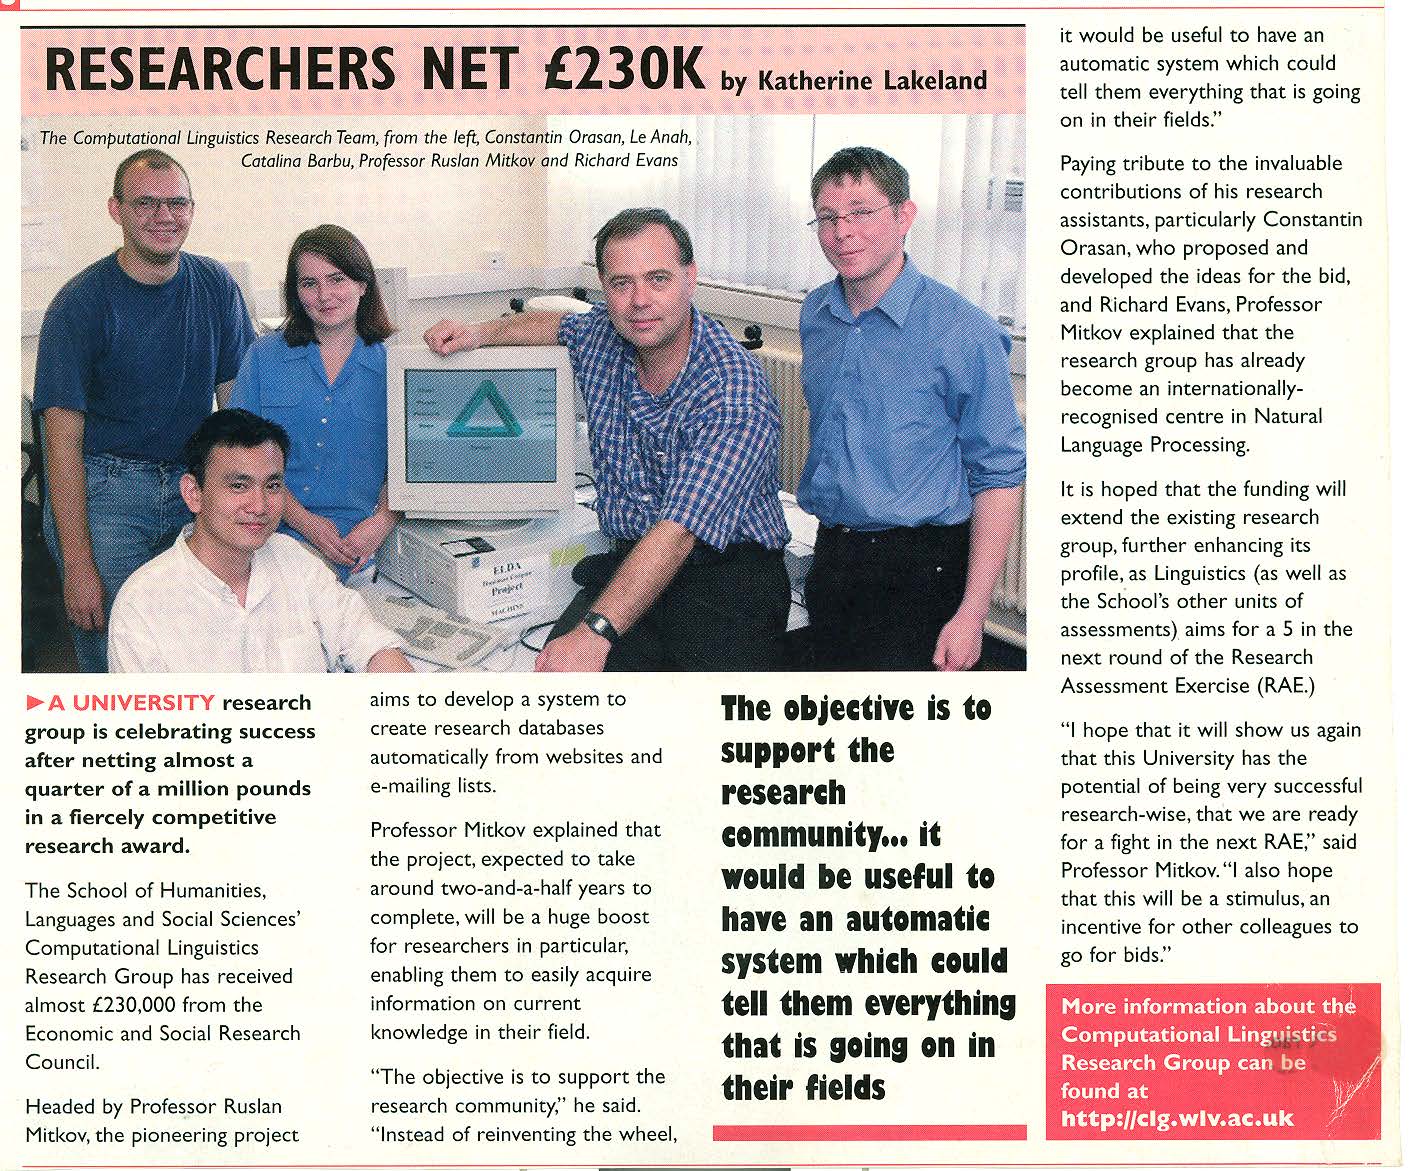 RESEARCHERS NET £230K by Katherine Lakeland
The Computational Linguistics Research Team, from the left, Constantin Orasan, Le Anah,
Catalina Barbu, Professor Ruslan Mitkov and Richard Evans
ELDA
Project
MACHINE
►A UNIVERSITY research
group is celebrating success
after netting almost a
quarter of a million pounds
in a fiercely competitive
research award.
The School of Humanities,
Languages and Social Sciences'
Computational Linguistics
Research Group has received
almost £230,000 from the
Economic and Social Research
Council.
Headed by Professor Ruslan
Mitkov, the pioneering project
aims to develop a system to
create research databases
automatically from websites and
e-mailing lists.
Professor Mitkov explained that
the project, expected to take
around two-and-a-half years to
complete, will be a huge boost
for researchers in particular,
enabling them to easily acquire
information on current
knowledge in their field.
“The objective is to support the
research community,” he said.
“Instead of reinventing the wheel,
The objective is to
support the
research
community... it
would be useful to
have an automatic
system which could
tell them everything
that is going on in
their fields
it would be useful to have an
automatic system which could
tell them everything that is going
on in their fields.”
Paying tribute to the invaluable
contributions of his research
assistants, particularly Constantin
Orasan, who proposed and
developed the ideas for the bid,
and Richard Evans, Professor
Mitkov explained that the
research group has already
become an internationally-
recognised centre in Natural
Language Processing.
It is hoped that the funding will
extend the existing research
group, further enhancing its
profile, as Linguistics (as well as
the School's other units of
assessments) aims for a 5 in the
next round of the Research
Assessment Exercise (RAE.)
“I hope that it will show us again
that this University has the
potential of being very successful
research-wise, that we are ready
for a fight in the next RAE,” said
Professor Mitkov. “I also hope
that this will be a stimulus, an
incentive for other colleagues to
go for bids.”
More information about the
Computational Linguistics
Research Group can be
found at
http://clg.wlv.ac.uk